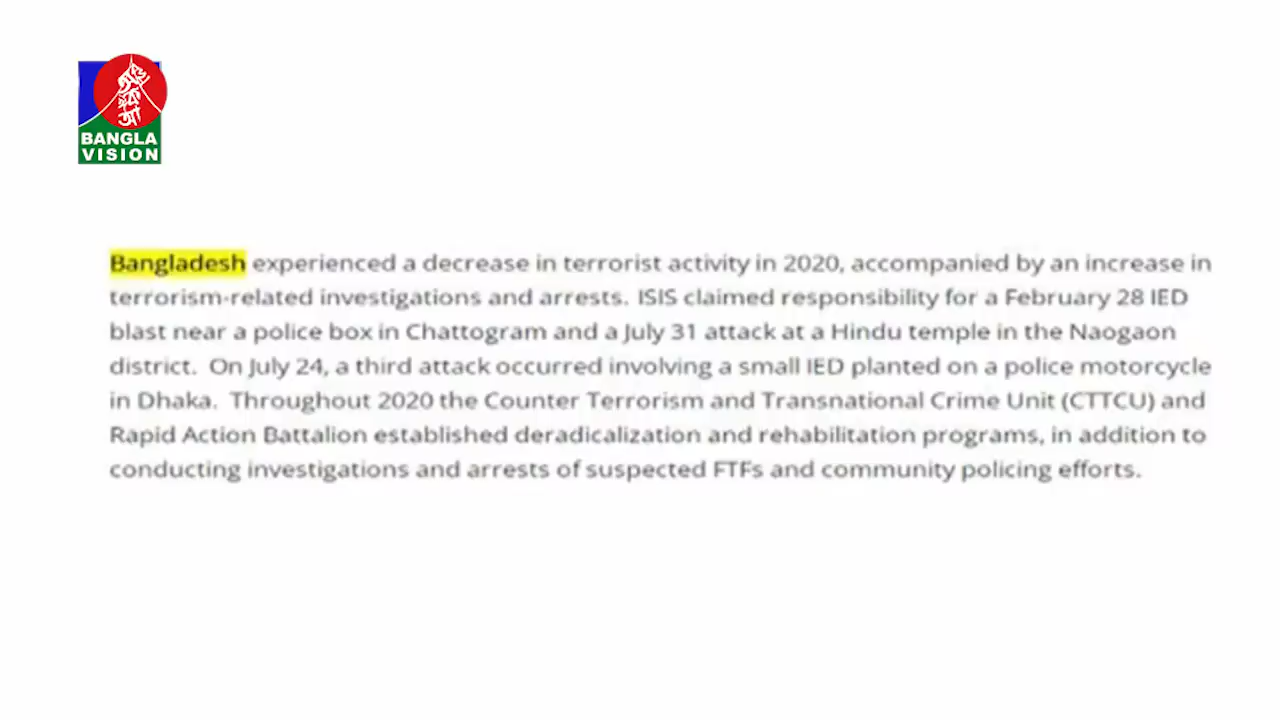 BANGLA
VISION
Bangladesh experienced a decrease in terrorist activity in 2020, accompanied by an increase in
terrorism-related investigations and arrests. ISIS claimed responsibility for a February 28 IED
blast near a police box in Chattogram and a July 31 attack at a Hindu temple in the Naogaon
district. On July 24, a third attack occurred involving a small IED planted on a police motorcycle
in Dhaka. Throughout 2020 the Counter Terrorism and Transnational Crime Unit (CTTCU) and
Rapid Action Battalion established deradicalization and rehabilitation programs, in addition to
conducting investigations and arrests of suspected FTFs and community policing efforts.